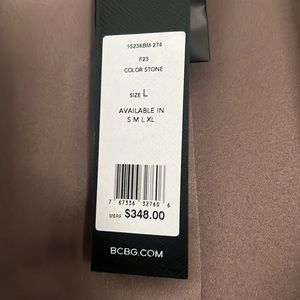 15236BM-274
F23
COLOR STONE
SIZE L
AVAILABLE IN
S M L XL
7 67336 32760 6
MSRP $348.00
BCBG.COM